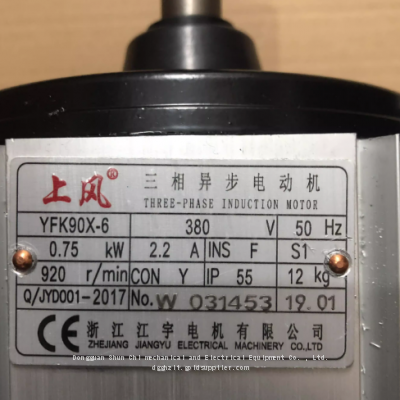 上风®
三相异步电动机
THREE-PHASE INDUCTION MOTOR
YFK90X-6 380 V 50 Hz
0.75 kW 2.2 A INS F S1
920 r/min CON Y IP 55 12 kg
Q/JYD001-2017 No. W 031453 19.01
CE 浙江江宇电机有限公司
ZHEJIANG JIANGYU ELECTRICAL MACHINERY CO.,LTD
Dongguan Shun Chi mechanical and Electrical Equipment Co., Ltd.
dgghzlt.goldsupplier.com